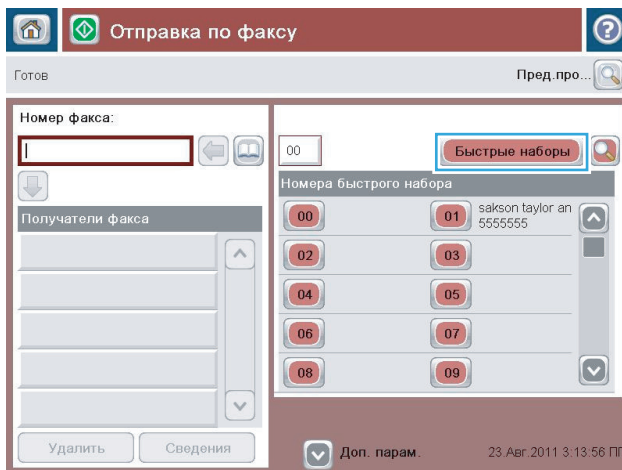 Отправка по факсу
Готов
Пред.про...
Номер факса:
00
Быстрые наборы
Номера быстрого набора
Получатели факса
00
01 sakson taylor an
5555555
02
03
04
05
06
07
08
09
Удалить
Сведения
Доп. парам.
23.Авг.2011 3:13:56 ПП